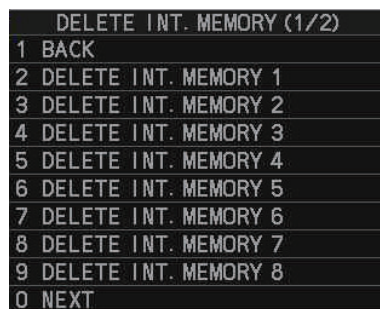 DELETE INT. MEMORY (1/2)
1 BACK
2 DELETE INT. MEMORY 1
3 DELETE INT. MEMORY 2
4 DELETE INT. MEMORY 3
5 DELETE INT. MEMORY 4
6 DELETE INT. MEMORY 5
7 DELETE INT. MEMORY 6
8 DELETE INT. MEMORY 7
9 DELETE INT. MEMORY 8
0 NEXT